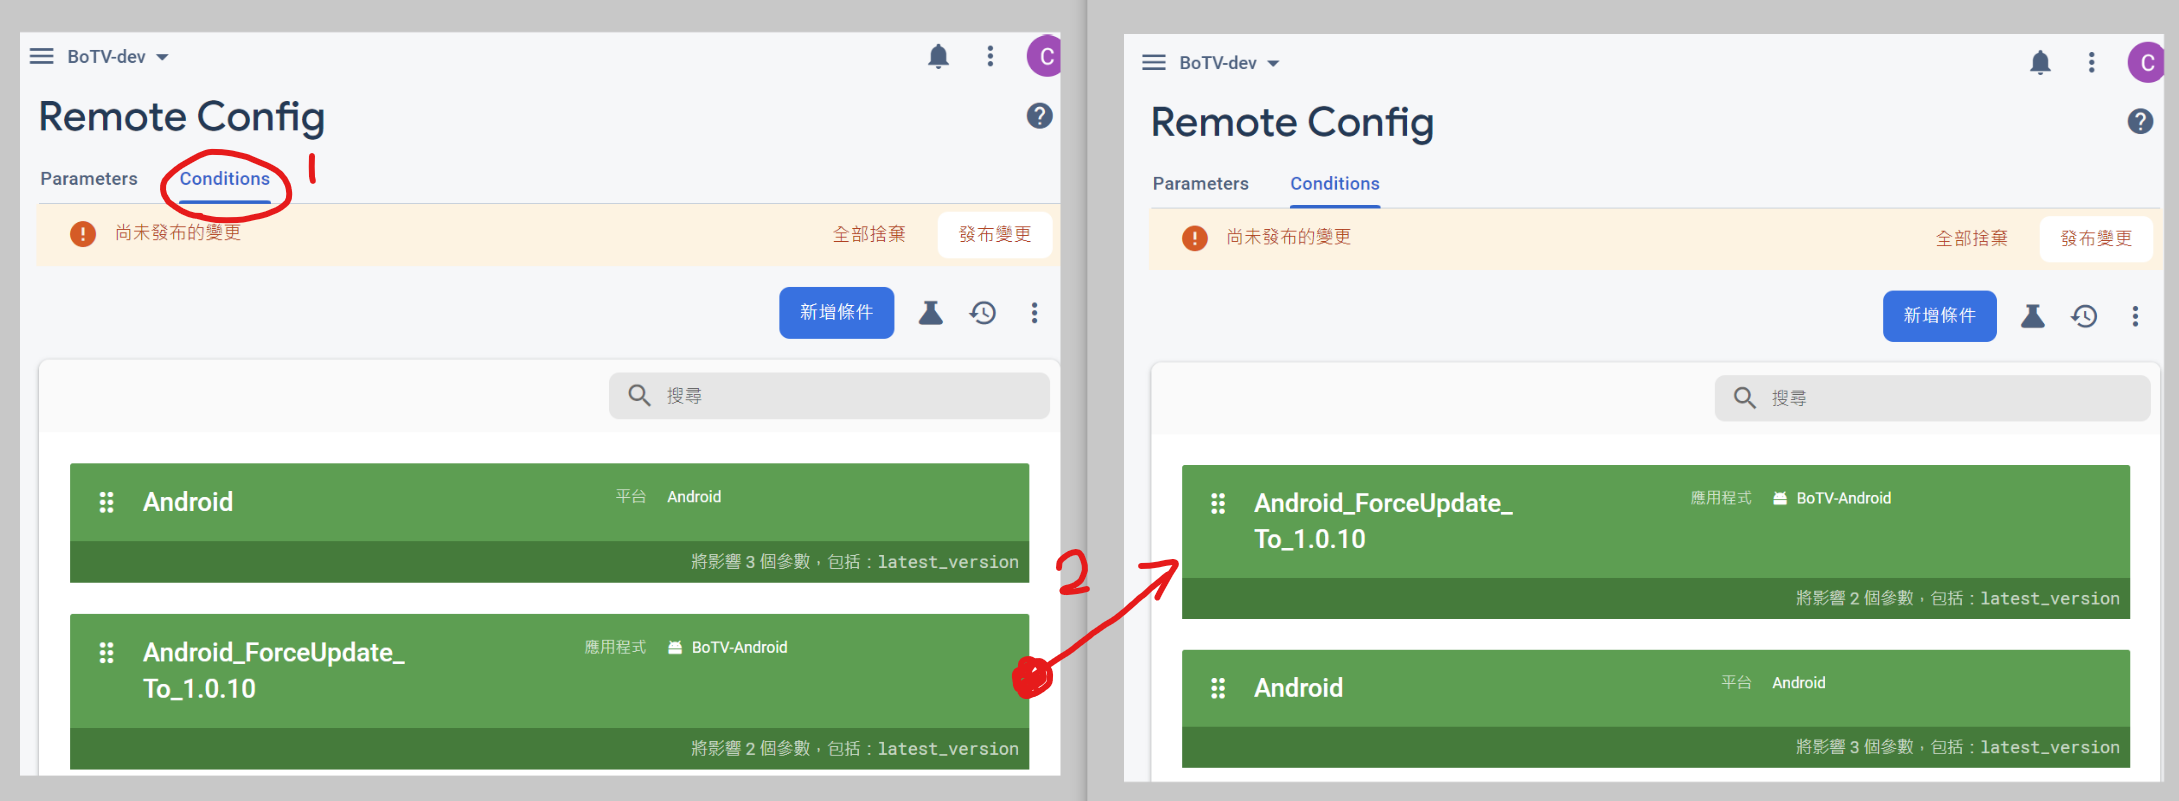 BoTV-dev
C
Remote Config
?
Parameters Conditions
1
! 尚未發布的變更 全部捨棄 發布變更
新增條件
搜尋
Android 平台 Android
將影響 3 個參數，包括：latest_version
Android_ForceUpdate_ 應用程式 BoTV-Android
To_1.0.10
將影響 2 個參數，包括：latest_version
2
BoTV-dev
C
Remote Config
?
Parameters Conditions
! 尚未發布的變更 全部捨棄 發布變更
新增條件
搜尋
Android_ForceUpdate_ 應用程式 BoTV-Android
To_1.0.10
將影響 2 個參數，包括：latest_version
Android 平台 Android
將影響 3 個參數，包括：latest_version